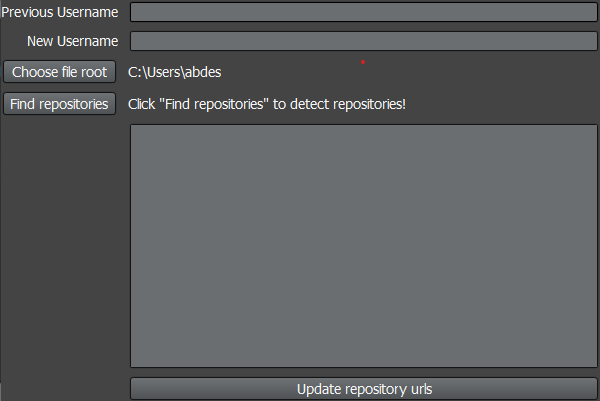 Previous Username
New Username
Choose file root C:\Users\abdes
Find repositories Click "Find repositories" to detect repositories!
Update repository urls